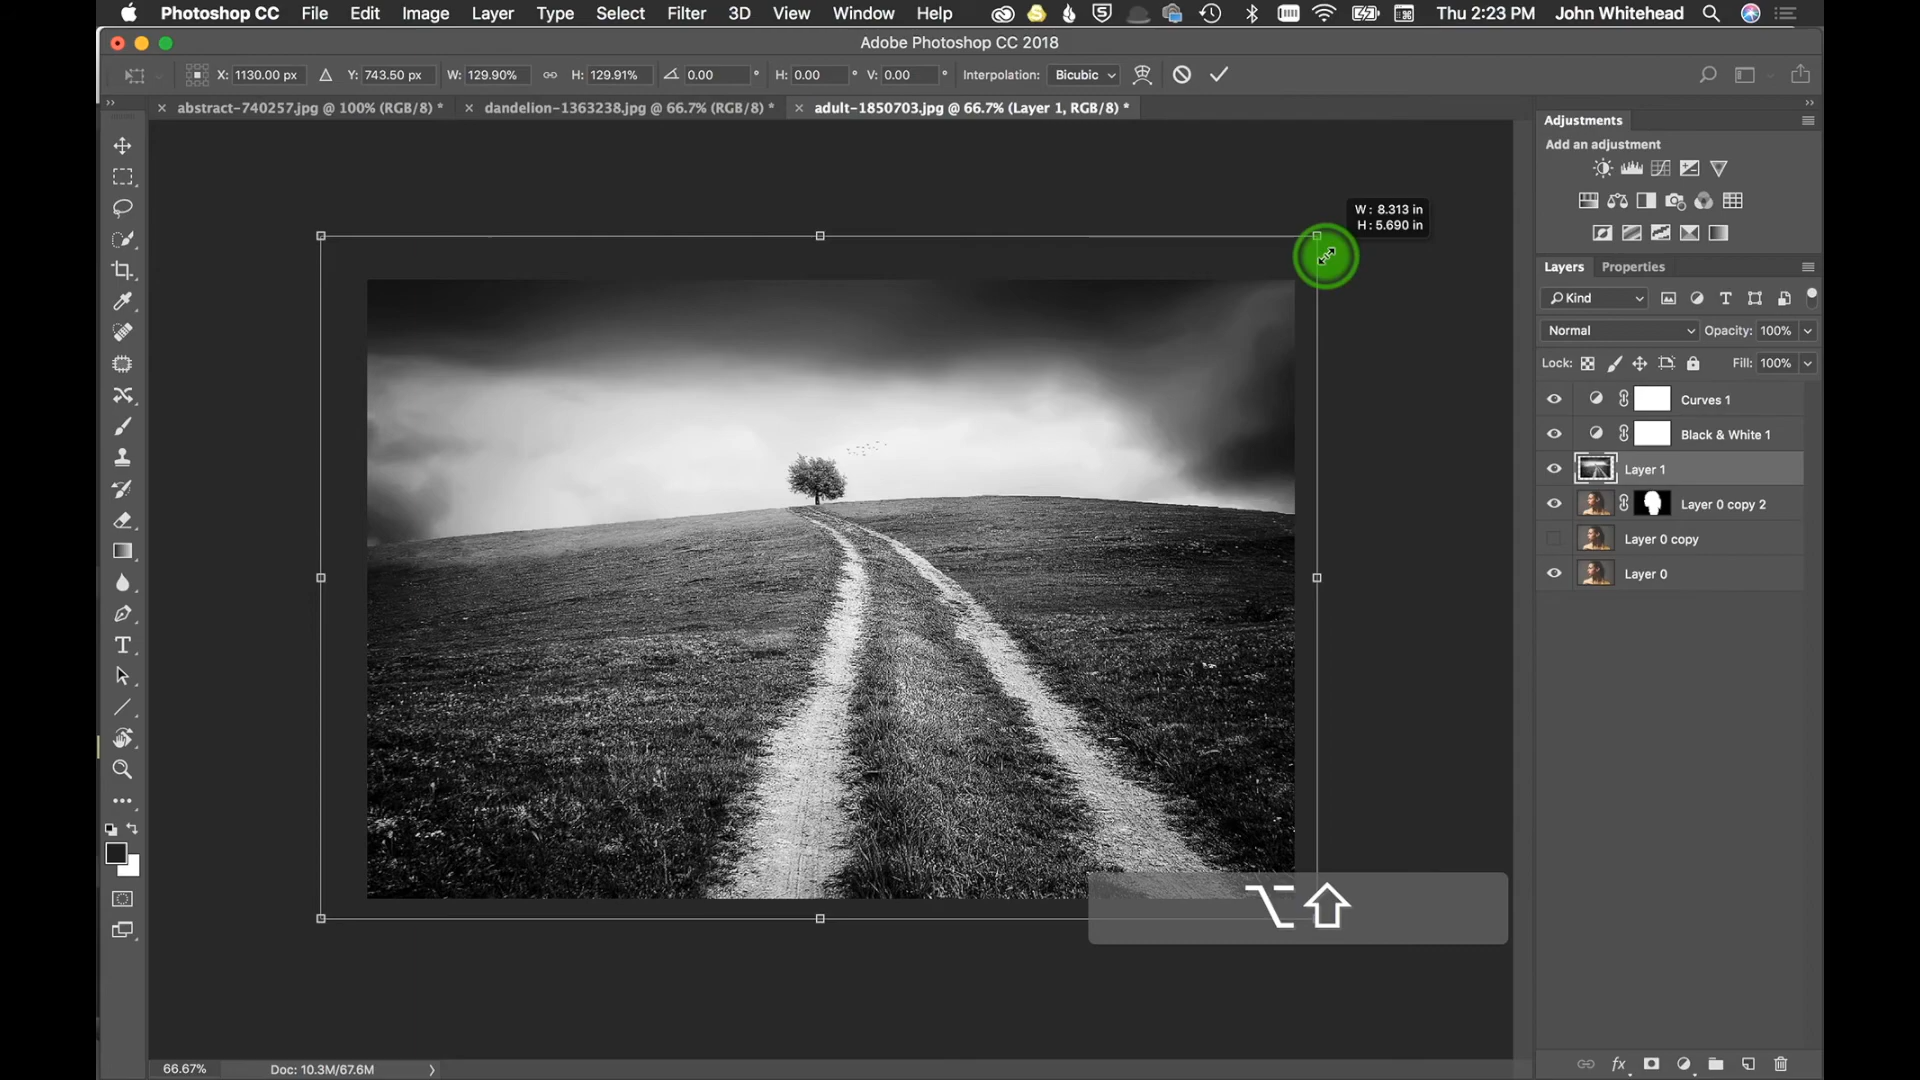 Photoshop CC File Edit Image Layer Type Select Filter 3D View Window Help Thu 2:23 PM John Whitehead
Adobe Photoshop CC 2018
X: 1130.00 px Y: 743.50 px W: 129.90% H: 129.91% 0.00 ° H: 0.00 ° V: 0.00 ° Interpolation: Bicubic
abstract-740257.jpg @ 100% (RGB/8) * dandelion-1363238.jpg @ 66.7% (RGB/8) * adult-1850703.jpg @ 66.7% (Layer 1, RGB/8) *
Adjustments
Add an adjustment
W: 8.313 in
H: 5.690 in
Layers Properties
Kind
Normal Opacity: 100%
Lock: Fill: 100%
Curves 1
Black & White 1
Layer 1
Layer 0 copy 2
Layer 0 copy
Layer 0
66.67% Doc: 10.3M/67.6M